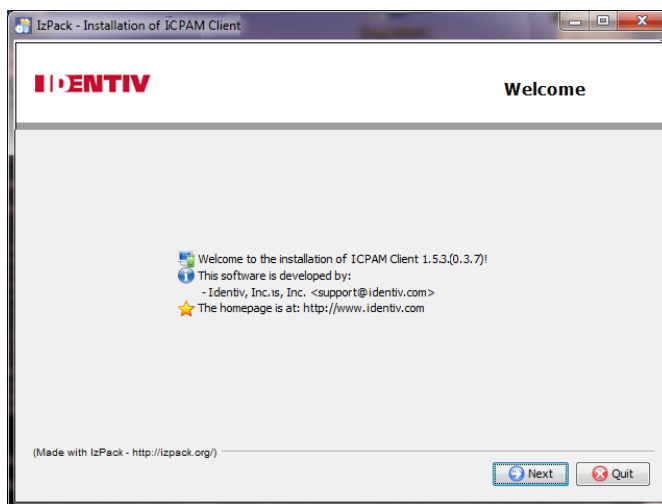 IzPack - Installation of ICPAM Client
IDENTIV
Welcome
Welcome to the installation of ICPAM Client 1.5.3.(0.3.7)!
This software is developed by:
- Identiv, Inc.ıs, Inc. <support@identiv.com>
The homepage is at: http://www.identiv.com
(Made with IzPack - http://izpack.org/)
Next Quit